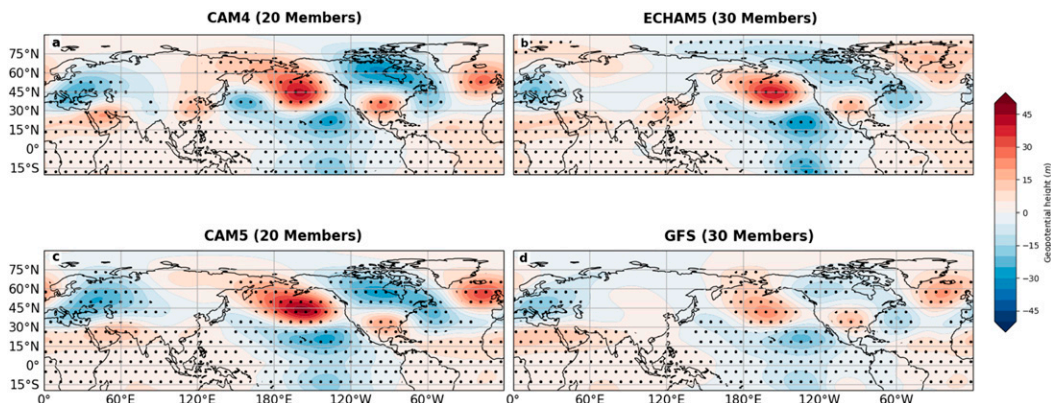 CAM4 (20 Members)
ECHAM5 (30 Members)
a
b
75°N
60°N
45°N
30°N
15°N
0°
15°S
45
30
15
0
−15
−30
−45
Geopotential height (m)
CAM5 (20 Members)
GFS (30 Members)
c
d
75°N
60°N
45°N
30°N
15°N
0°
15°S
0° 60°E 120°E 180° 120°W 60°W 0° 60°E 120°E 180° 120°W 60°W